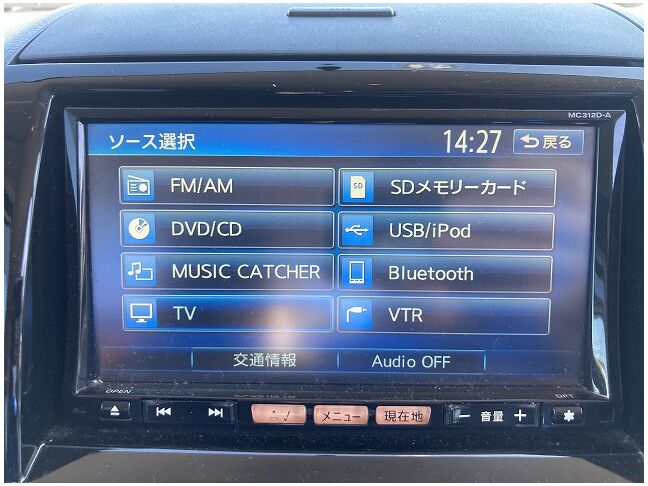 MC312D-A
ソース選択 14:27 戻る
FM/AM SD SDメモリーカード
DVD/CD USB/iPod
MUSIC CATCHER Bluetooth
TV VTR
交通情報 Audio OFF
OPEN OPT
メニュー 現在地 − 音量 +